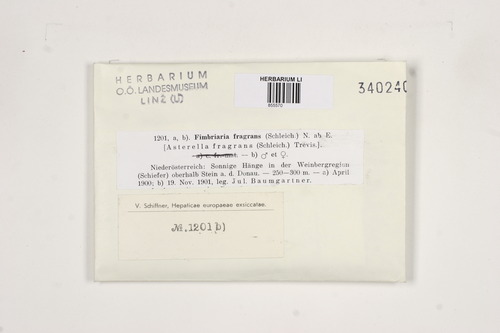 HERBARIUM
O.Ö. LANDESMUSEUM
LINZ (LI)
HERBARIUM LI
340240
1201, a, b). Fimbriaria fragrans (Schleich.) N. ab E.
[Asterella fragrans (Schleich.) Trèvis.].
— b) ♂ et ♀.
Niederösterreich: Sonnige Hänge in der Weinbergregion
(Schiefer) oberhalb Stein a. d. Donau. — 250—300 m. — a) April
1900; b) 19. Nov. 1901, leg. Jul. Baumgartner.
V. Schiffner, Hepaticae europaeae exsiccatae.
№.1201 b)